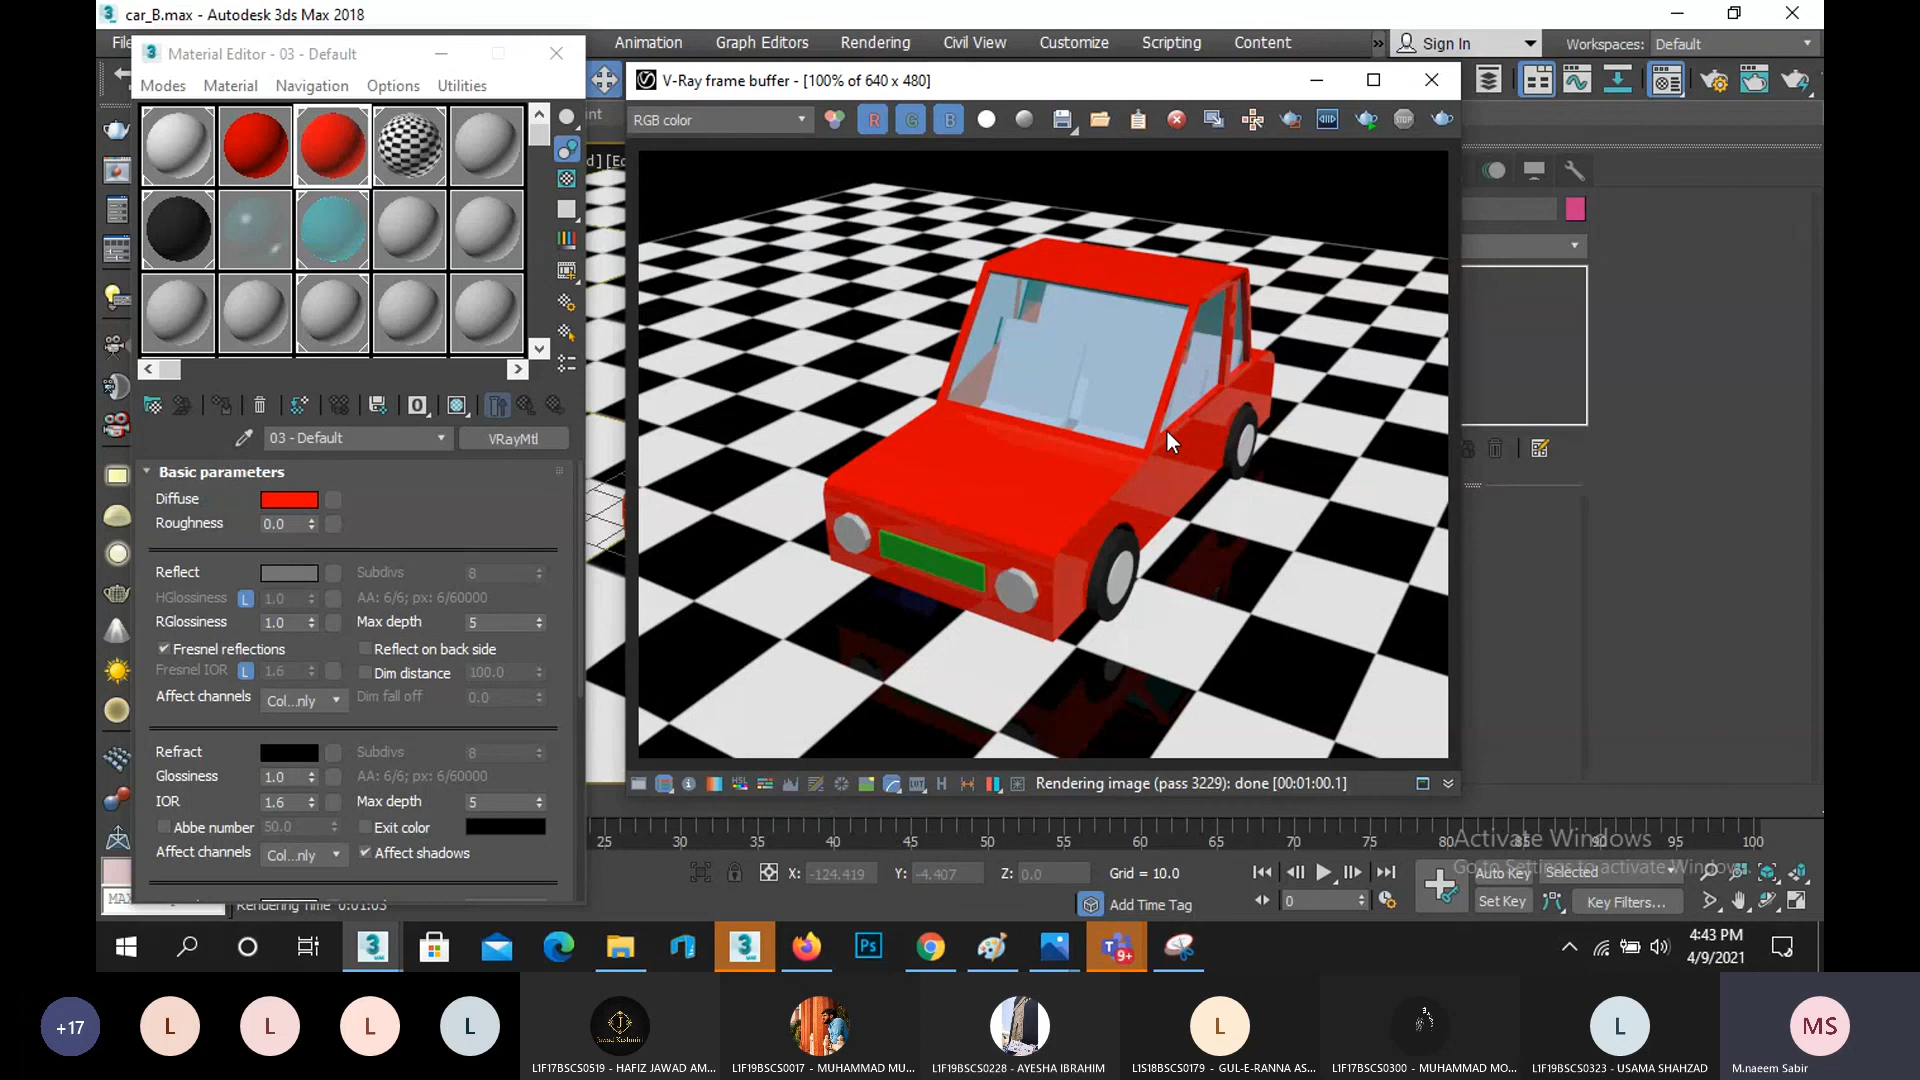 car_B.max - Autodesk 3ds Max 2018
Animation Graph Editors Rendering Civil View Customize Scripting Content » Sign In Workspaces: Default
Material Editor - 03 - Default
Modes Material Navigation Options Utilities
V-Ray frame buffer - [100% of 640 x 480]
RGB color R G B
03 - Default VRayMtl
Basic parameters
Diffuse
Roughness 0.0
Reflect Subdivs 8
HGlossiness L 1.0 AA: 6/6; px: 6/60000
RGlossiness 1.0 Max depth 5
Fresnel reflections Reflect on back side
Fresnel IOR L 1.6 Dim distance 100.0
Affect channels Col...nly Dim fall off 0.0
Refract Subdivs 8
Glossiness 1.0 AA: 6/6; px: 6/60000
IOR 1.6 Max depth 5
Abbe number 50.0 Exit color
Affect channels Col...nly Affect shadows
Rendering image (pass 3229): done [00:01:00.1]
25 30 35 40 45 50 55 60 65 70 75 80 85 90 95 100
Activate Windows
Go to Settings to activate Windows.
X: -124.419 Y: -4.407 Z: 0.0 Grid = 10.0
Auto Key Selected
Add Time Tag
0
Set Key Key Filters...
Rendering Time 0:01:03
4:43 PM
4/9/2021
9+
+17 L L L L L L MS
L1F17BSCS0519 - HAFIZ JAWAD AM...
L1F19BSCS0017 - MUHAMMAD MU...
L1F19BSCS0228 - AYESHA IBRAHIM
L1S18BSCS0179 - GUL-E-RANNA AS...
L1F17BSCS0300 - MUHAMMAD MO...
L1F19BSCS0323 - USAMA SHAHZAD
M.naeem Sabir